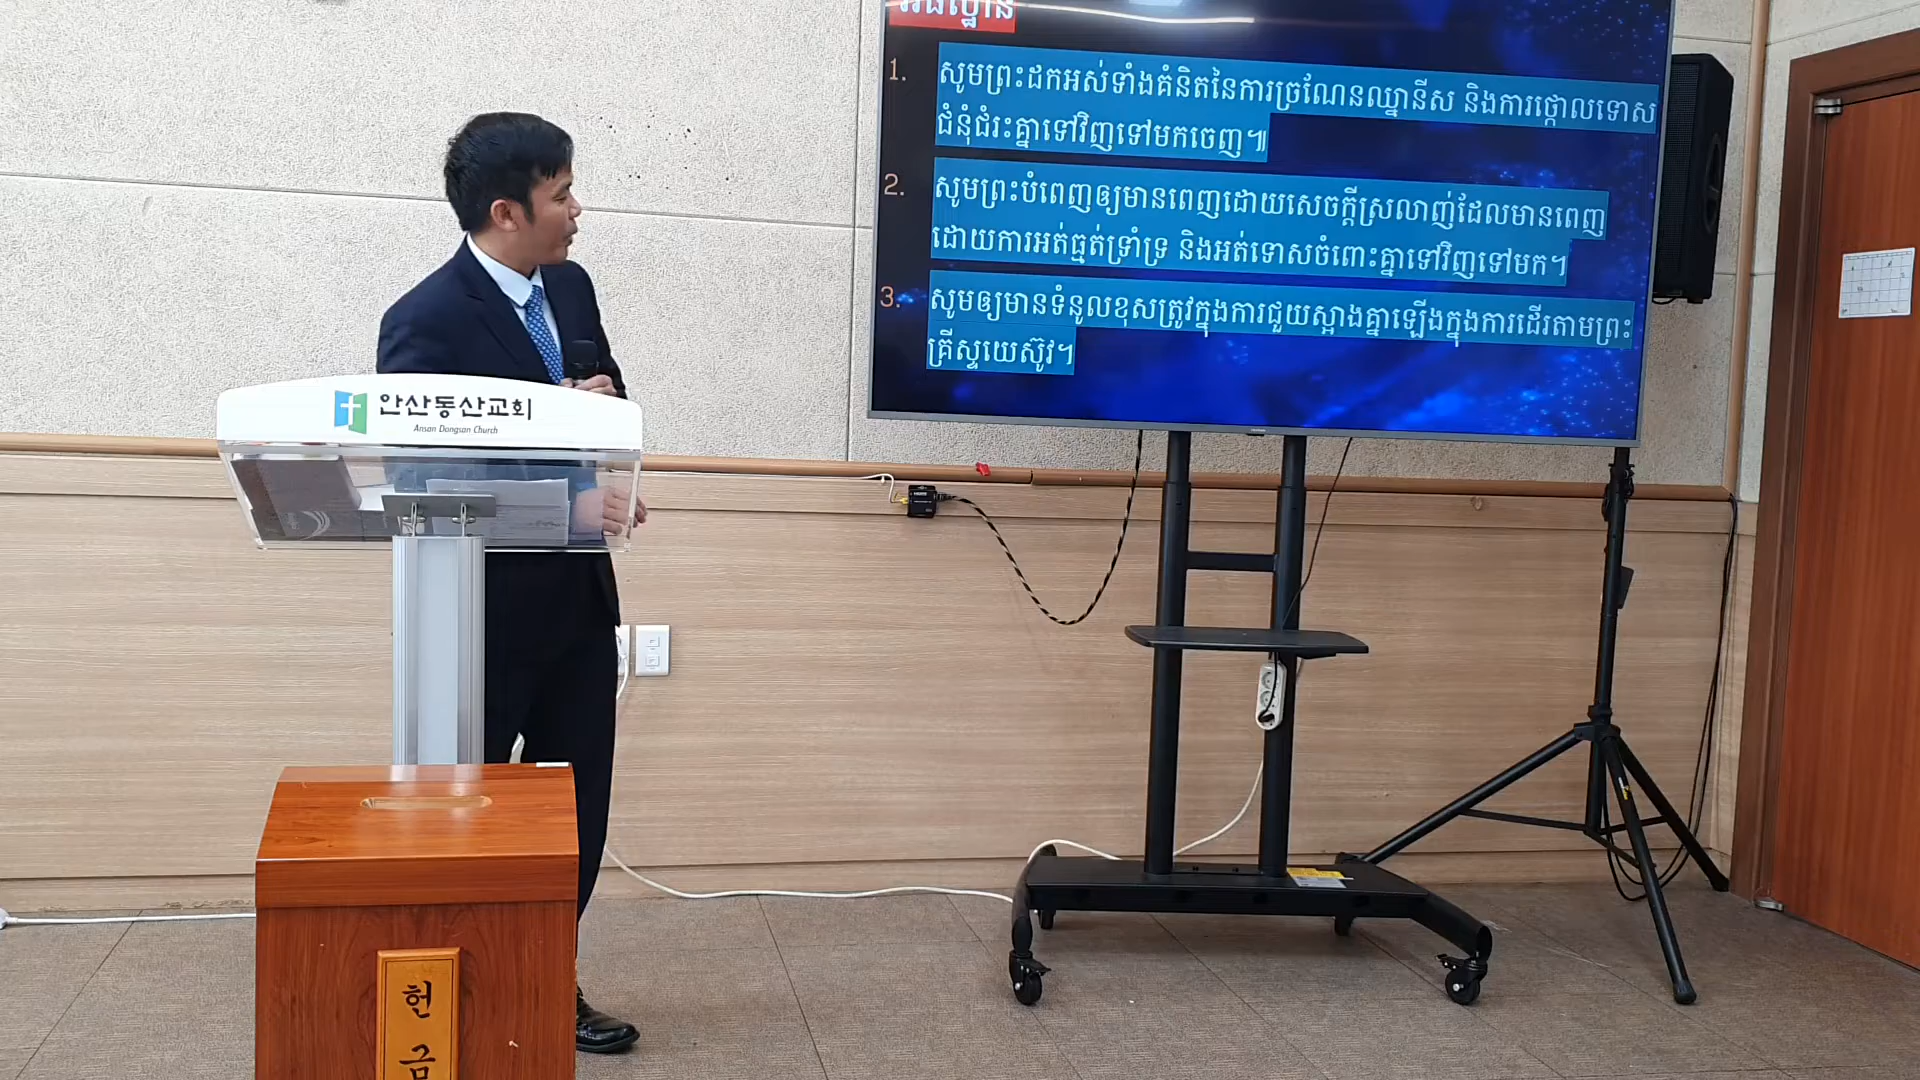 អធិស្ឋាន
1. សូមព្រះដកអស់ទាំងគំនិតនៃការច្រណែនឈ្នានីស និងការថ្កោលទោស
ជំនុំជំរះគ្នាទៅវិញទៅមកចេញ៕
2. សូមព្រះបំពេញឲ្យមានពេញដោយសេចក្ដីស្រលាញ់ដែលមានពេញ
ដោយការអត់ធ្មត់ទ្រាំទ្រ និងអត់ទោសចំពោះគ្នាទៅវិញទៅមក។
3. សូមឲ្យមានទំនួលខុសត្រូវក្នុងការជួយស្អាងគ្នាឡើងក្នុងការដើរតាមព្រះ
គ្រីស្ទយេស៊ូវ។
안산동산교회
Ansan Dongsan Church
헌
금